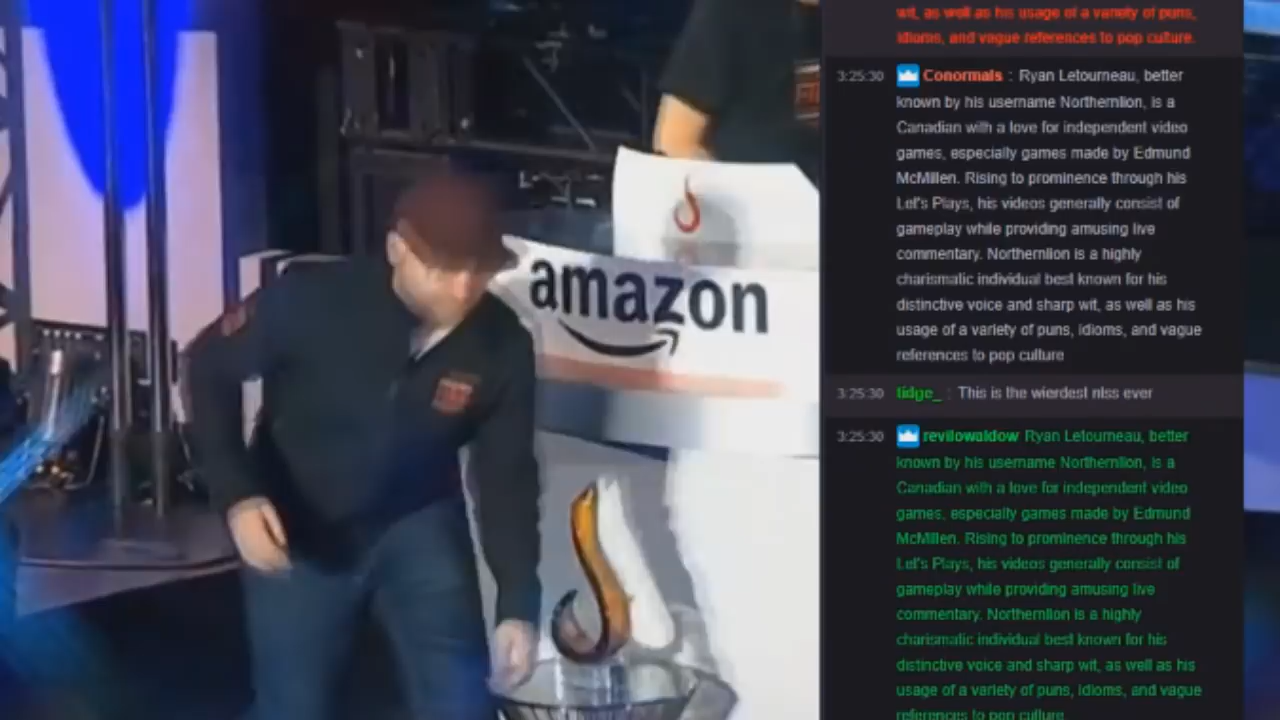 wit, as well as his usage of a variety of puns,
idioms, and vague references to pop culture.
3:25:30 Conormals : Ryan Letourneau, better
known by his username Northernlion, is a
Canadian with a love for independent video
games, especially games made by Edmund
McMillen. Rising to prominence through his
Let's Plays, his videos generally consist of
gameplay while providing amusing live
commentary. Northernlion is a highly
charismatic individual best known for his
distinctive voice and sharp wit, as well as his
usage of a variety of puns, idioms, and vague
references to pop culture
3:25:30 tidge_ : This is the wierdest nlss ever
3:25:30 revilowaldow Ryan Letourneau, better
known by his username Northernlion, is a
Canadian with a love for independent video
games, especially games made by Edmund
McMillen. Rising to prominence through his
Let's Plays, his videos generally consist of
gameplay while providing amusing live
commentary. Northernlion is a highly
charismatic individual best known for his
distinctive voice and sharp wit, as well as his
usage of a variety of puns, idioms, and vague
references to pop culture
amazon